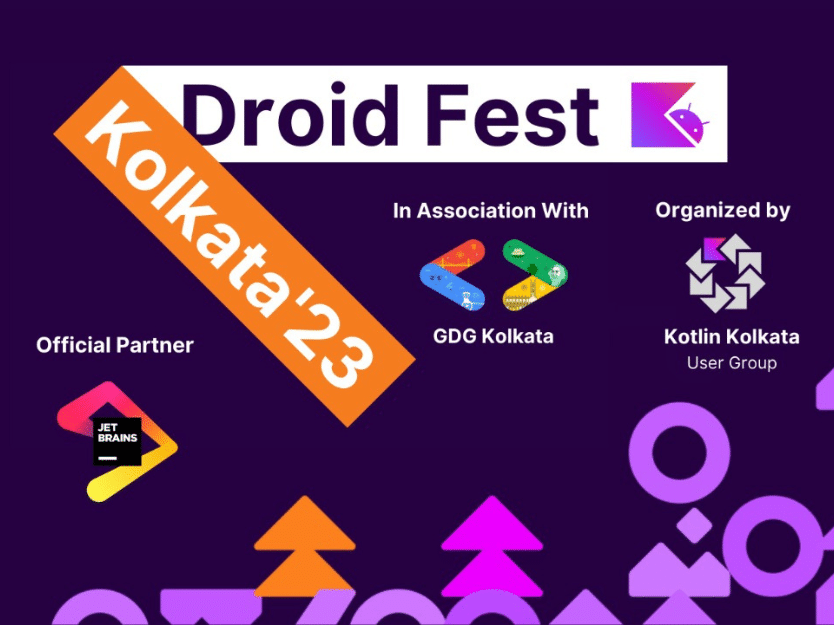 Droid Fest
Kolkata'23
In Association With
GDG Kolkata
Organized by
Kotlin Kolkata
User Group
Official Partner
JET
BRAINS